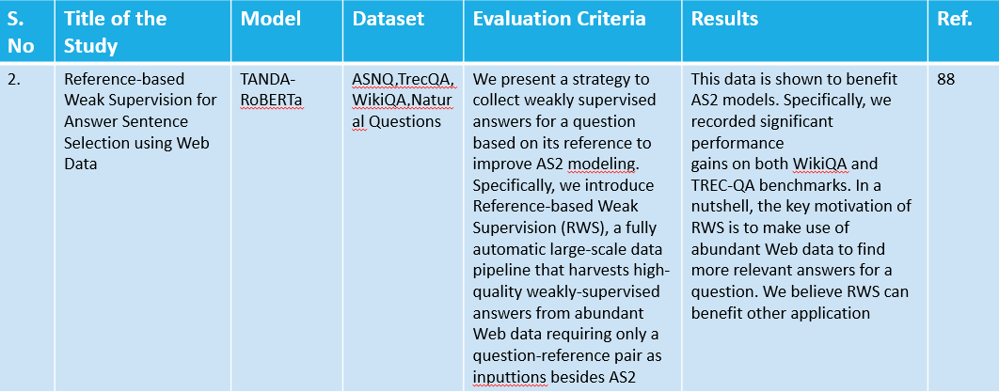 S. No
Title of the Study
Model
Dataset
Evaluation Criteria
Results
Ref.
2.
Reference-based
Weak Supervision for
Answer Sentence
Selection using Web
Data
TANDA-
RoBERTa
ASNQ,TrecQA,
WikiQA,Natur
al Questions
We present a strategy to
collect weakly supervised
answers for a question
based on its reference to
improve AS2 modeling.
Specifically, we introduce
Reference-based Weak
Supervision (RWS), a fully
automatic large-scale data
pipeline that harvests high-
quality weakly-supervised
answers from abundant
Web data requiring only a
question-reference pair as
inputtions besides AS2
This data is shown to benefit
AS2 models. Specifically, we
recorded significant
performance
gains on both WikiQA and
TREC-QA benchmarks. In a
nutshell, the key motivation of
RWS is to make use of
abundant Web data to find
more relevant answers for a
question. We believe RWS can
benefit other application
88